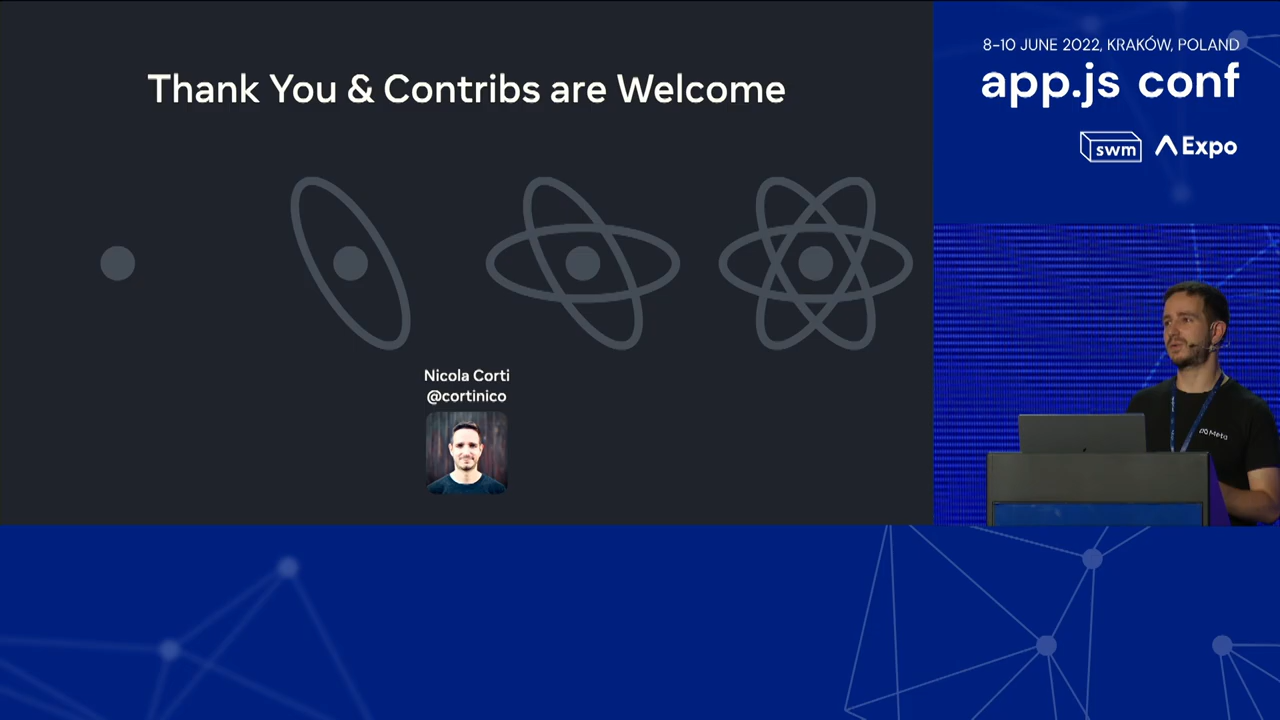 Thank You & Contribs are Welcome
Nicola Corti
@cortinico
8–10 JUNE 2022, KRAKÓW, POLAND
app.js conf
swm
Expo
Meta